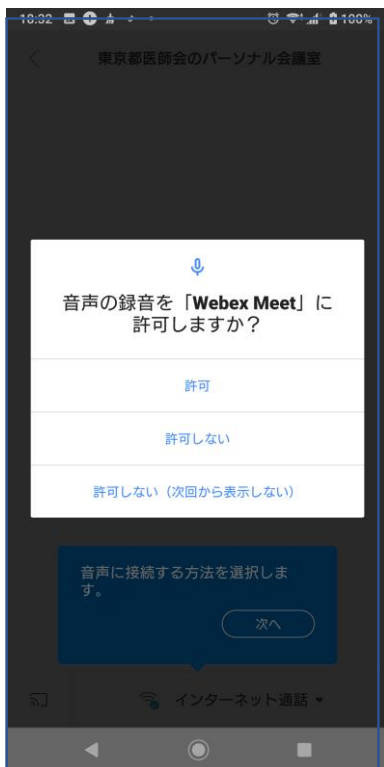 18:32 100%
東京都医師会のパーソナル会議室
音声の録音を「Webex Meet」に
許可しますか？
許可
許可しない
許可しない（次回から表示しない）
音声に接続する方法を選択しま
す。
次へ
インターネット通話